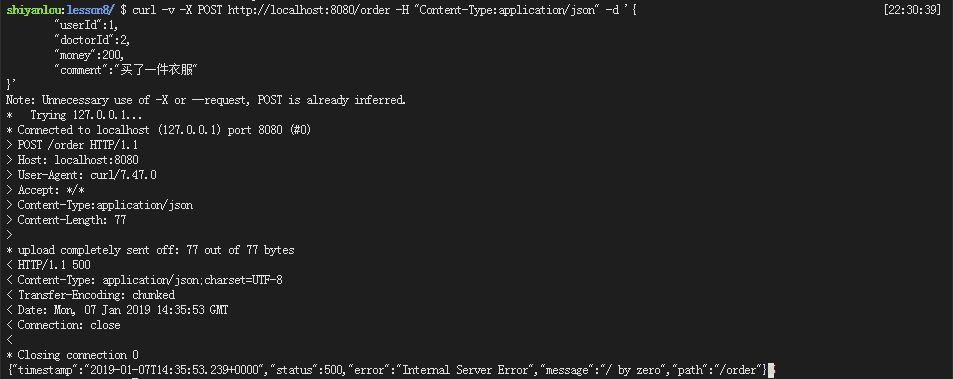 shiyanlou:lesson8/ $ curl -v -X POST http://localhost:8080/order -H "Content-Type:application/json" -d '{ [22:30:39]
"userId":1,
"doctorId":2,
"money":200,
"comment":"买了一件衣服"
}'
Note: Unnecessary use of -X or --request, POST is already inferred.
*   Trying 127.0.0.1...
* Connected to localhost (127.0.0.1) port 8080 (#0)
> POST /order HTTP/1.1
> Host: localhost:8080
> User-Agent: curl/7.47.0
> Accept: */*
> Content-Type:application/json
> Content-Length: 77
>
* upload completely sent off: 77 out of 77 bytes
< HTTP/1.1 500
< Content-Type: application/json;charset=UTF-8
< Transfer-Encoding: chunked
< Date: Mon, 07 Jan 2019 14:35:53 GMT
< Connection: close
<
* Closing connection 0
{"timestamp":"2019-01-07T14:35:53.239+0000","status":500,"error":"Internal Server Error","message":"/ by zero","path":"/order"}%